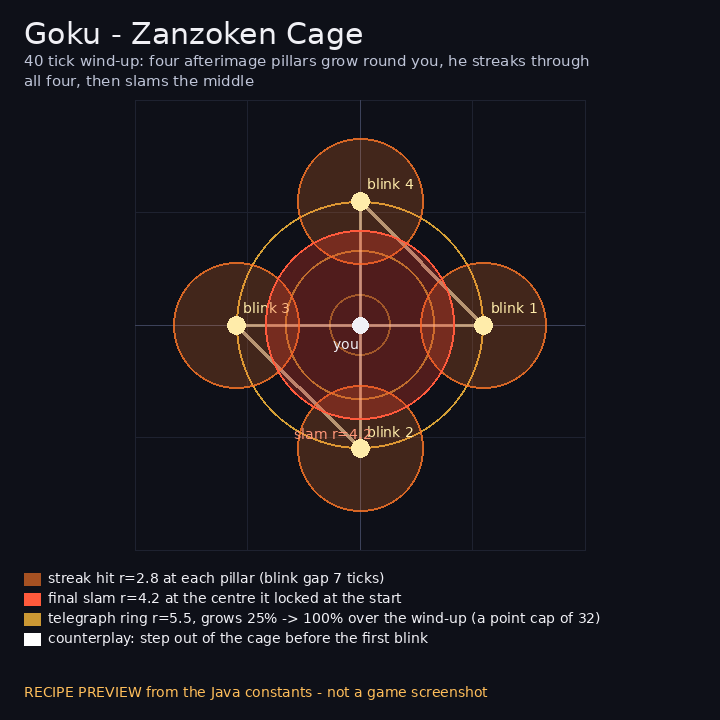 Goku - Zanzoken Cage
40 tick wind-up: four afterimage pillars grow round you, he streaks through
all four, then slams the middle
blink 4
blink 3
blink 1
you
slam r=4.2
blink 2
streak hit r=2.8 at each pillar (blink gap 7 ticks)
final slam r=4.2 at the centre it locked at the start
telegraph ring r=5.5, grows 25% -> 100% over the wind-up (a point cap of 32)
counterplay: step out of the cage before the first blink
RECIPE PREVIEW from the Java constants - not a game screenshot